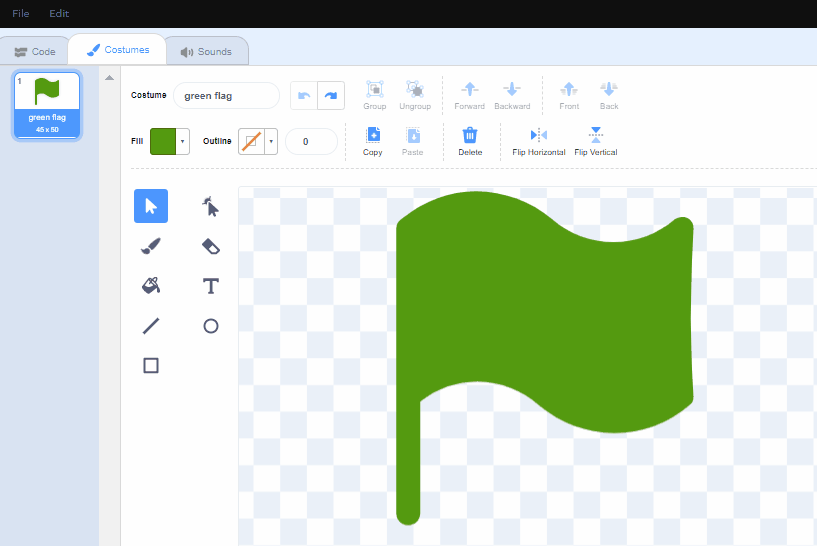 File Edit
Code Costumes Sounds
1
green flag
45 x 50
Costume green flag
Group Ungroup Forward Backward Front Back
Fill Outline 0
Copy Paste Delete Flip Horizontal Flip Vertical
T